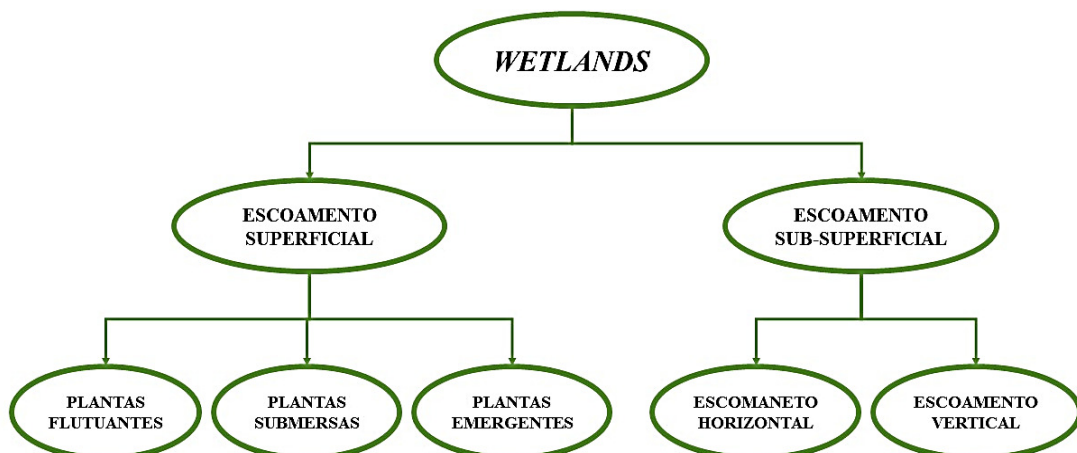 WETLANDS
ESCOAMENTO
SUPERFICIAL
ESCOAMENTO
SUB-SUPERFICIAL
PLANTAS
FLUTUANTES
PLANTAS
SUBMERSAS
PLANTAS
EMERGENTES
ESCOMANETO
HORIZONTAL
ESCOAMENTO
VERTICAL